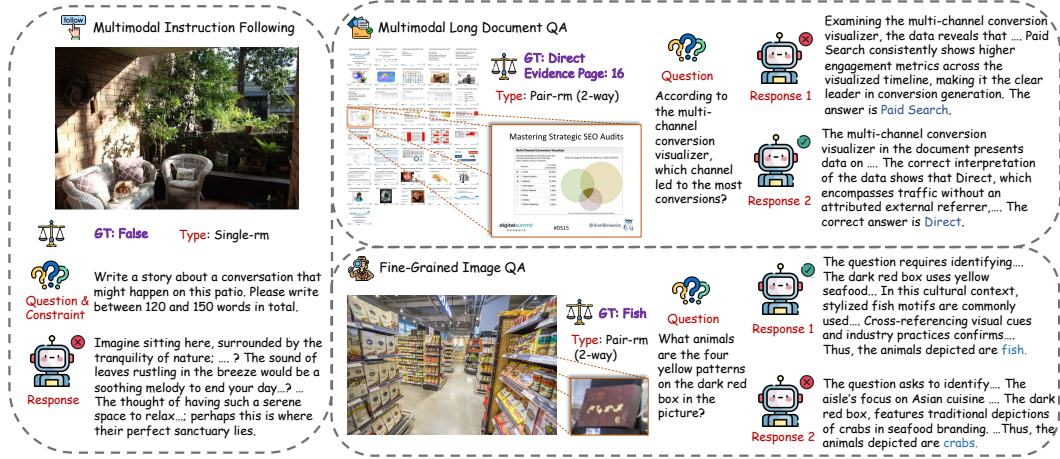 follow
Multimodal Instruction Following
GT: False
Type: Single-rm
Question &
Constraint
Write a story about a conversation that
might happen on this patio. Please write
between 120 and 150 words in total.
Response
Imagine sitting here, surrounded by the
tranquility of nature; .... ? The sound of
leaves rustling in the breeze would be a
soothing melody to end your day...? ...
The thought of having such a serene
space to relax...; perhaps this is where
their perfect sanctuary lies.
Multimodal Long Document QA
GT: Direct
Evidence Page: 16
Type: Pair-rm (2-way)
Mastering Strategic SEO Audits
Multi-Channel Conversion Visualizer
digitalsummit
#DS15
@AlanBleiweiss
Question
According to
the multi-
channel
conversion
visualizer,
which channel
led to the most
conversions?
Response 1
Examining the multi-channel conversion
visualizer, the data reveals that .... Paid
Search consistently shows higher
engagement metrics across the
visualized timeline, making it the clear
leader in conversion generation. The
answer is Paid Search.
Response 2
The multi-channel conversion
visualizer in the document presents
data on .... The correct interpretation
of the data shows that Direct, which
encompasses traffic without an
attributed external referrer,.... The
correct answer is Direct.
Fine-Grained Image QA
GT: Fish
Type: Pair-rm
(2-way)
Question
What animals
are the four
yellow patterns
on the dark red
box in the
picture?
Response 1
The question requires identifying....
The dark red box uses yellow
seafood... In this cultural context,
stylized fish motifs are commonly
used.... Cross-referencing visual cues
and industry practices confirms....
Thus, the animals depicted are fish.
Response 2
The question asks to identify.... The
aisle's focus on Asian cuisine .... The dark
red box, features traditional depictions
of crabs in seafood branding. ...Thus, the
animals depicted are crabs.